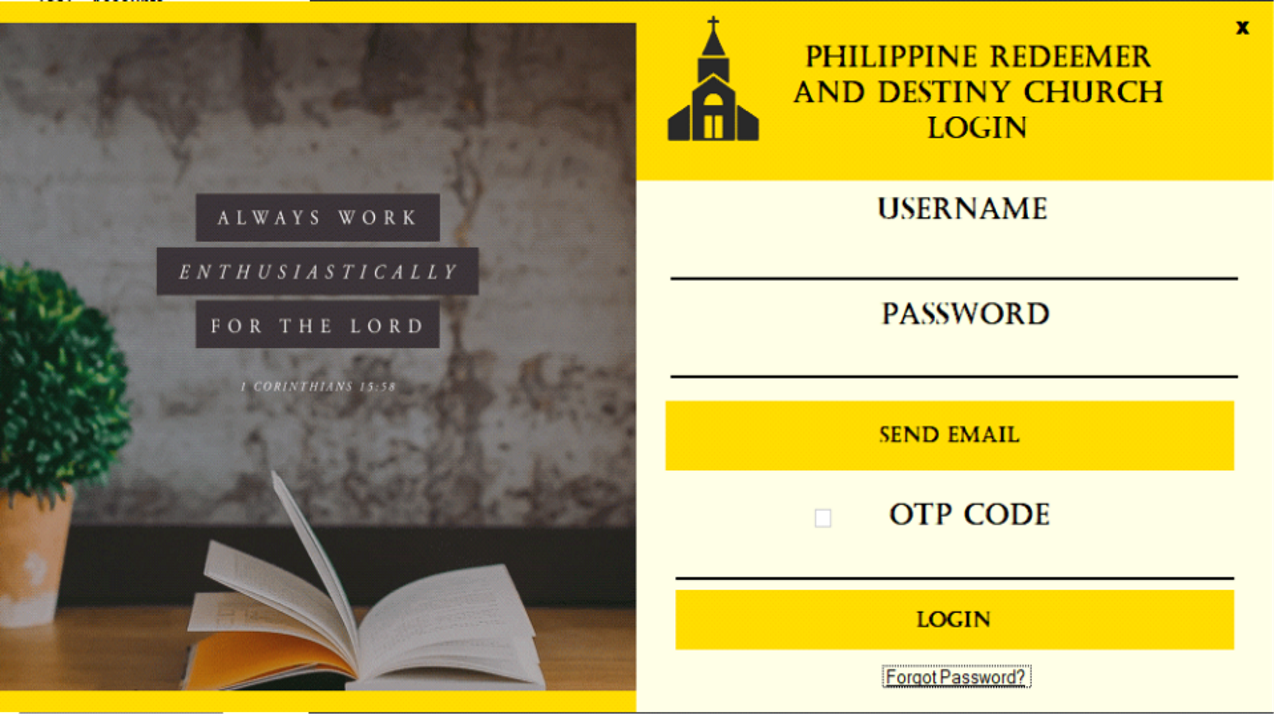 ALWAYS WORK
ENTHUSIASTICALLY
FOR THE LORD
1 CORINTHIANS 15:58
X
PHILIPPINE REDEEMER
AND DESTINY CHURCH
LOGIN
USERNAME
PASSWORD
SEND EMAIL
OTP CODE
LOGIN
Forgot Password?